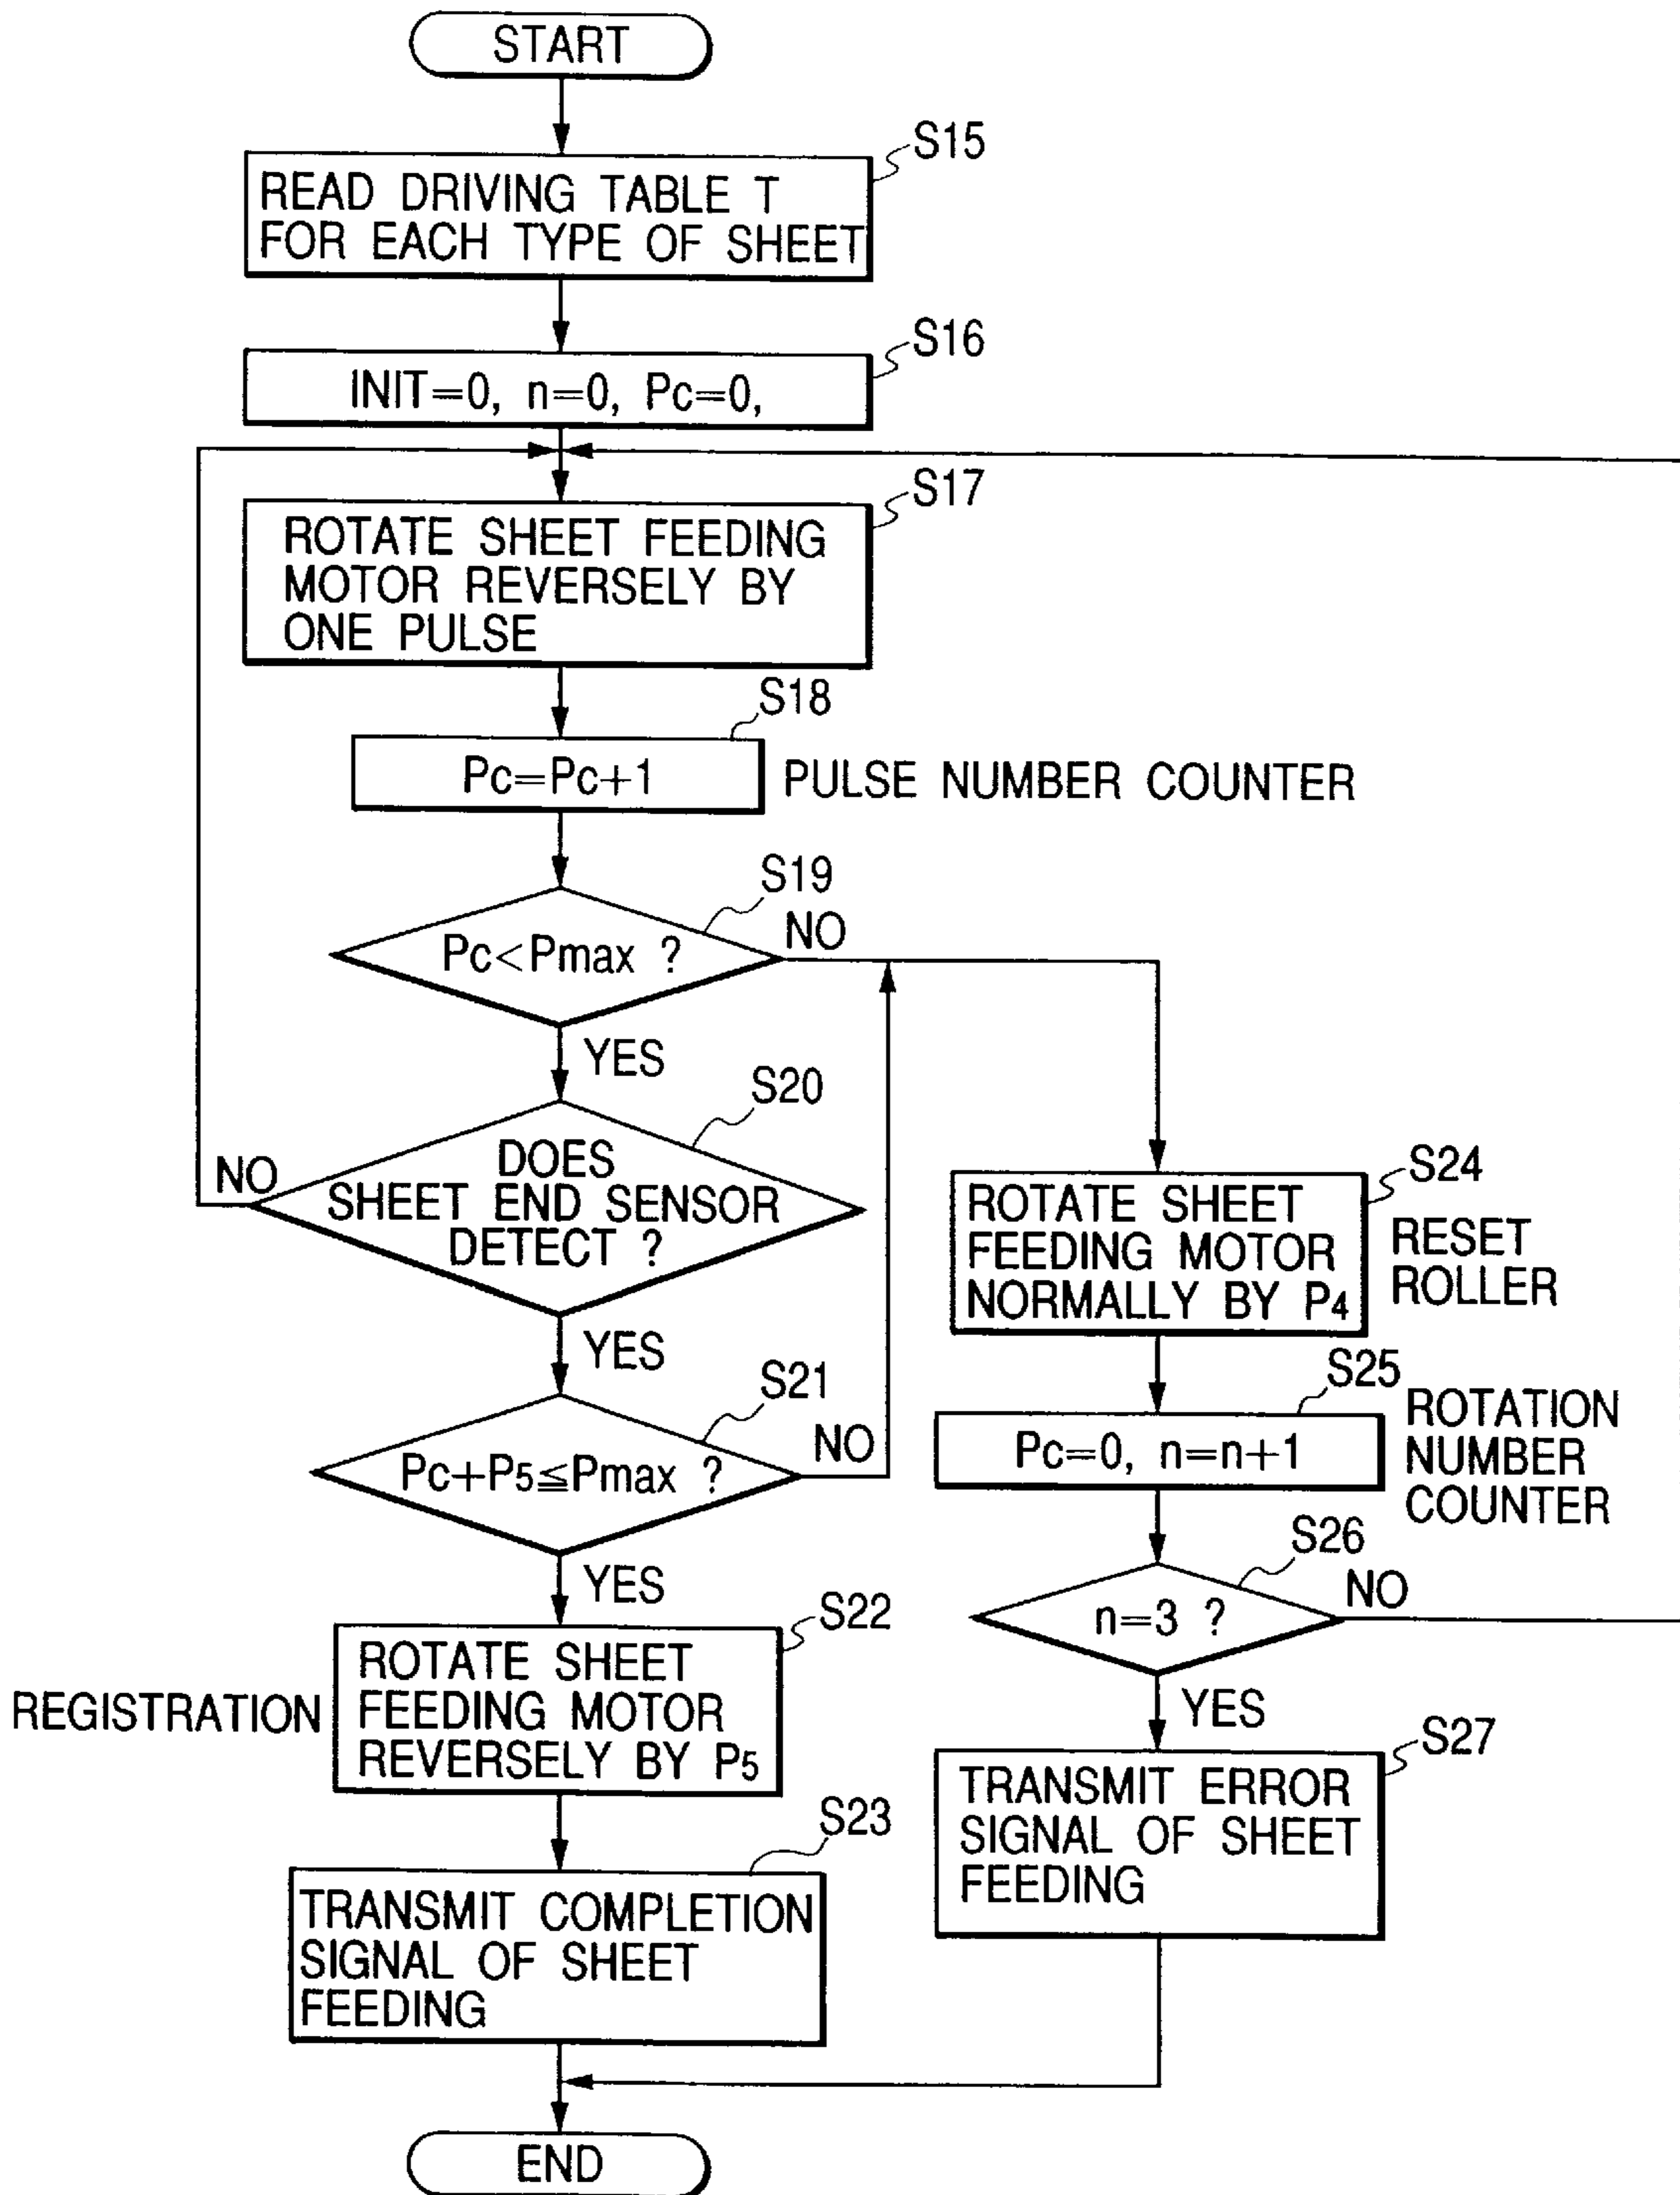 START
S15
READ DRIVING TABLE T
FOR EACH TYPE OF SHEET
S16
INIT=0, n=0, Pc=0,
S17
ROTATE SHEET FEEDING
MOTOR REVERSELY BY
ONE PULSE
S18
Pc=Pc+1
PULSE NUMBER COUNTER
S19
Pc<Pmax ?
NO
YES
S20
DOES
SHEET END SENSOR
DETECT ?
NO
YES
S21
Pc+P5≦Pmax ?
NO
YES
S22
REGISTRATION
ROTATE SHEET
FEEDING MOTOR
REVERSELY BY P5
S23
TRANSMIT COMPLETION
SIGNAL OF SHEET
FEEDING
S24
ROTATE SHEET
FEEDING MOTOR
NORMALLY BY P4
RESET
ROLLER
S25
Pc=0, n=n+1
ROTATION
NUMBER
COUNTER
S26
n=3 ?
NO
YES
S27
TRANSMIT ERROR
SIGNAL OF SHEET
FEEDING
END